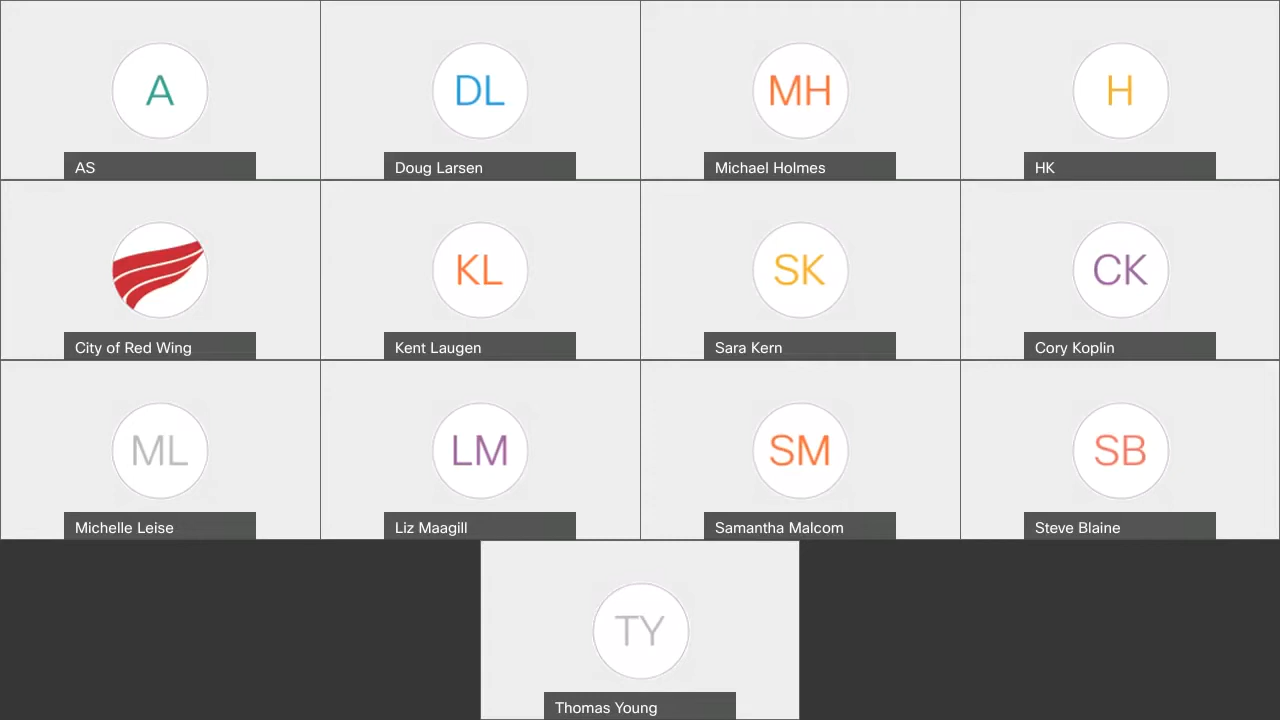 A
DL
MH
H
AS
Doug Larsen
Michael Holmes
HK
KL
SK
CK
City of Red Wing
Kent Laugen
Sara Kern
Cory Koplin
ML
LM
SM
SB
Michelle Leise
Liz Maagill
Samantha Malcom
Steve Blaine
TY
Thomas Young